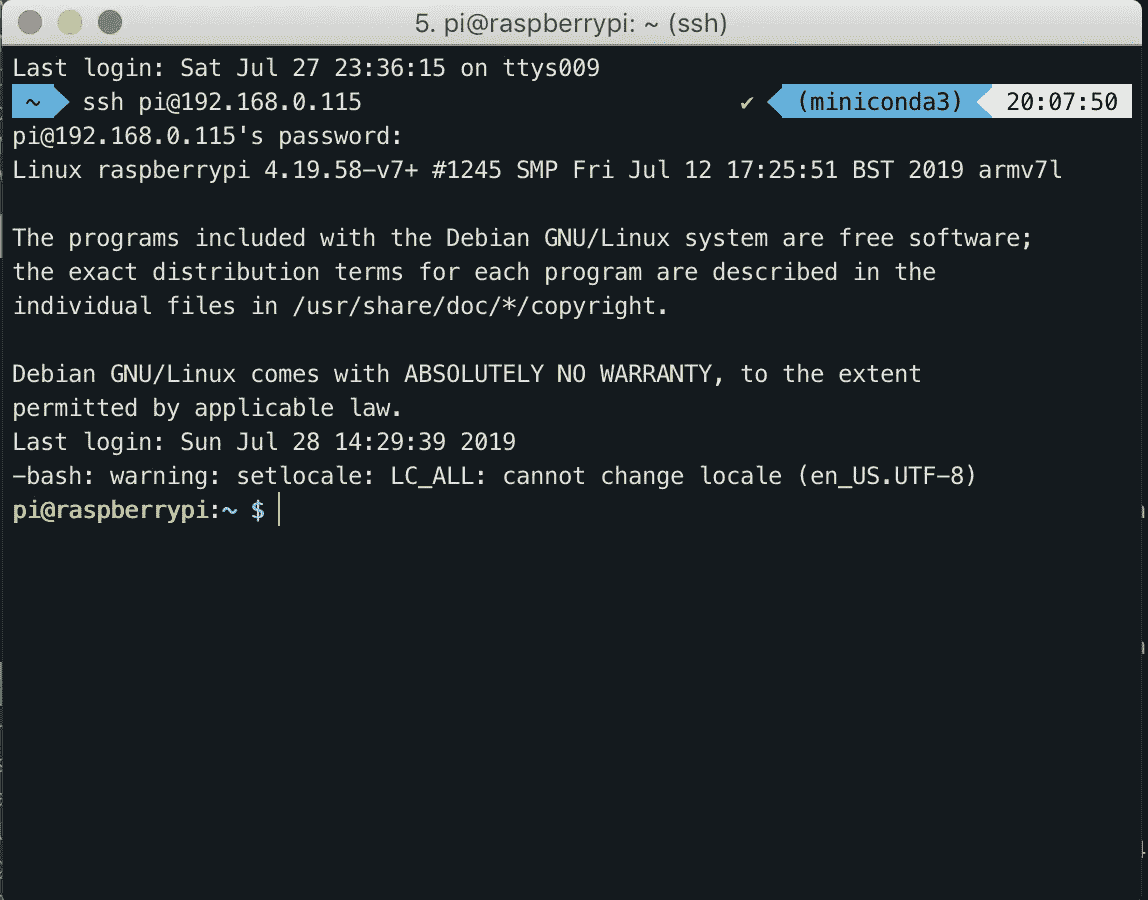 5. pi@raspberrypi: ~ (ssh)
Last login: Sat Jul 27 23:36:15 on ttys009
~ ssh pi@192.168.0.115 ✔ (miniconda3) 20:07:50
pi@192.168.0.115's password:
Linux raspberrypi 4.19.58-v7+ #1245 SMP Fri Jul 12 17:25:51 BST 2019 armv7l
The programs included with the Debian GNU/Linux system are free software;
the exact distribution terms for each program are described in the
individual files in /usr/share/doc/*/copyright.
Debian GNU/Linux comes with ABSOLUTELY NO WARRANTY, to the extent
permitted by applicable law.
Last login: Sun Jul 28 14:29:39 2019
-bash: warning: setlocale: LC_ALL: cannot change locale (en_US.UTF-8)
pi@raspberrypi:~ $